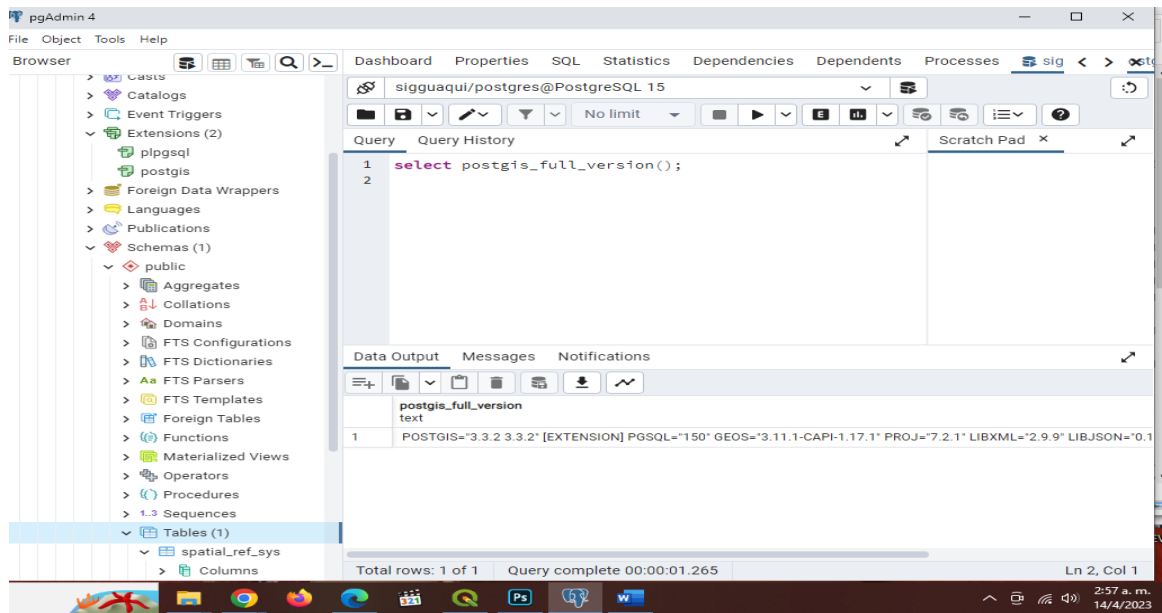 pgAdmin 4
File Object Tools Help
Browser
Casts
Catalogs
Event Triggers
Extensions (2)
plpgsql
postgis
Foreign Data Wrappers
Languages
Publications
Schemas (1)
public
Aggregates
Collations
Domains
FTS Configurations
FTS Dictionaries
Aa FTS Parsers
FTS Templates
Foreign Tables
Functions
Materialized Views
Operators
Procedures
1..3 Sequences
Tables (1)
spatial_ref_sys
Columns
Dashboard Properties SQL Statistics Dependencies Dependents Processes sig
sigguaqui/postgres@PostgreSQL 15
No limit
E
Query Query History
Scratch Pad
1 select postgis_full_version();
2
Data Output Messages Notifications
postgis_full_version
text
1 POSTGIS="3.3.2 3.3.2" [EXTENSION] PGSQL="150" GEOS="3.11.1-CAPI-1.17.1" PROJ="7.2.1" LIBXML="2.9.9" LIBJSON="0.1
Total rows: 1 of 1 Query complete 00:00:01.265 Ln 2, Col 1
321 Ps W
2:57 a. m.
14/4/2023